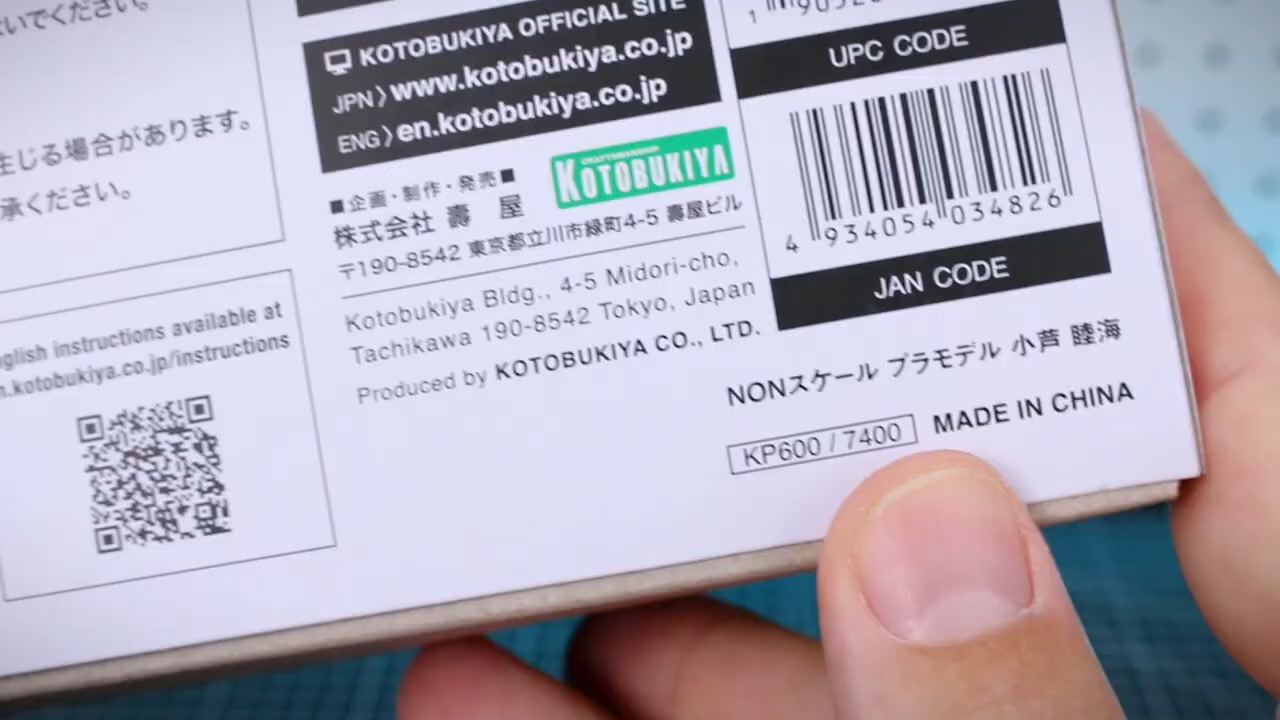 いでください。
生じる場合があります。
承ください。
English instructions available at
en.kotobukiya.co.jp/instructions
KOTOBUKIYA OFFICIAL SITE
JPN〉www.kotobukiya.co.jp
ENG〉en.kotobukiya.co.jp
■企画・制作・発売■
CRAFTSMANSHIP
KOTOBUKIYA
株式会社 壽 屋
〒190-8542 東京都立川市緑町4-5 壽屋ビル
Kotobukiya Bldg., 4-5 Midori-cho,
Tachikawa 190-8542 Tokyo, Japan
Produced by KOTOBUKIYA CO., LTD.
UPC CODE
4 934054 034826
JAN CODE
NONスケール プラモデル 小芦 睦海
KP600 / 7400 MADE IN CHINA